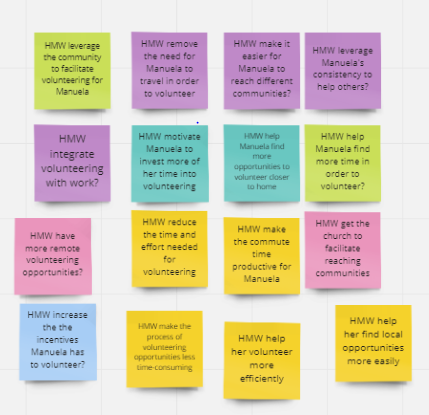 HMW leverage
the community
to facilitate
volunteering for
Manuela
HMW remove
the need for
Manuela to
travel in order
to volunteer
HMW make it
easier for
Manuela to
reach different
communities?
HMW leverage
Manuela's
consistency to
help others?
HMW
integrate
volunteering
with work?
HMW motivate
Manuela to
invest more of
her time into
volunteering
HMW help
Manuela find
more
opportunities to
volunteer closer
to home
HMW help
Manuela find
more time in
order to
volunteer?
HMW have
more remote
volunteering
opportunities?
HMW reduce
the time and
effort needed
for
volunteering
HMW make
the commute
time
productive for
Manuela
HMW get the
church to
facilitate
reaching
communities
HMW increase
the the
incentives
Manuela has
to volunteer?
HMW make the
process of
volunteering
opportunities less
time-consuming
HMW help
her volunteer
more
efficiently
HMW help
her find local
opportunities
more easily